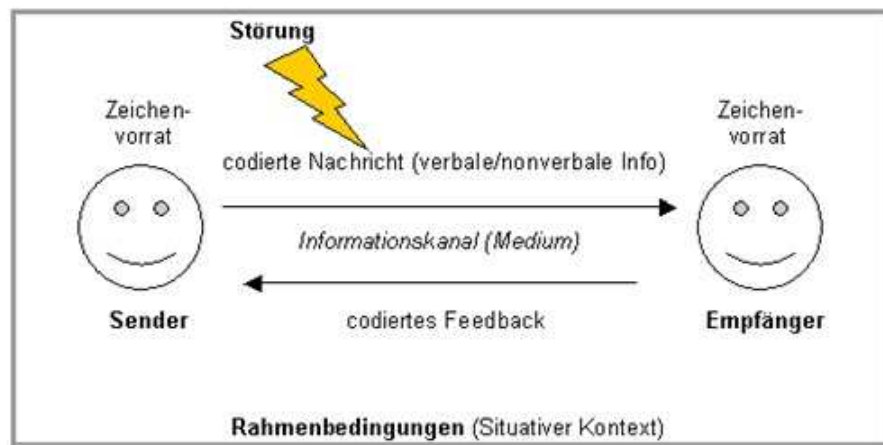 Störung
Zeichen-
vorrat
Zeichen-
vorrat
codierte Nachricht (verbale/nonverbale Info)
Informationskanal (Medium)
Sender
codiertes Feedback
Empfänger
Rahmenbedingungen (Situativer Kontext)